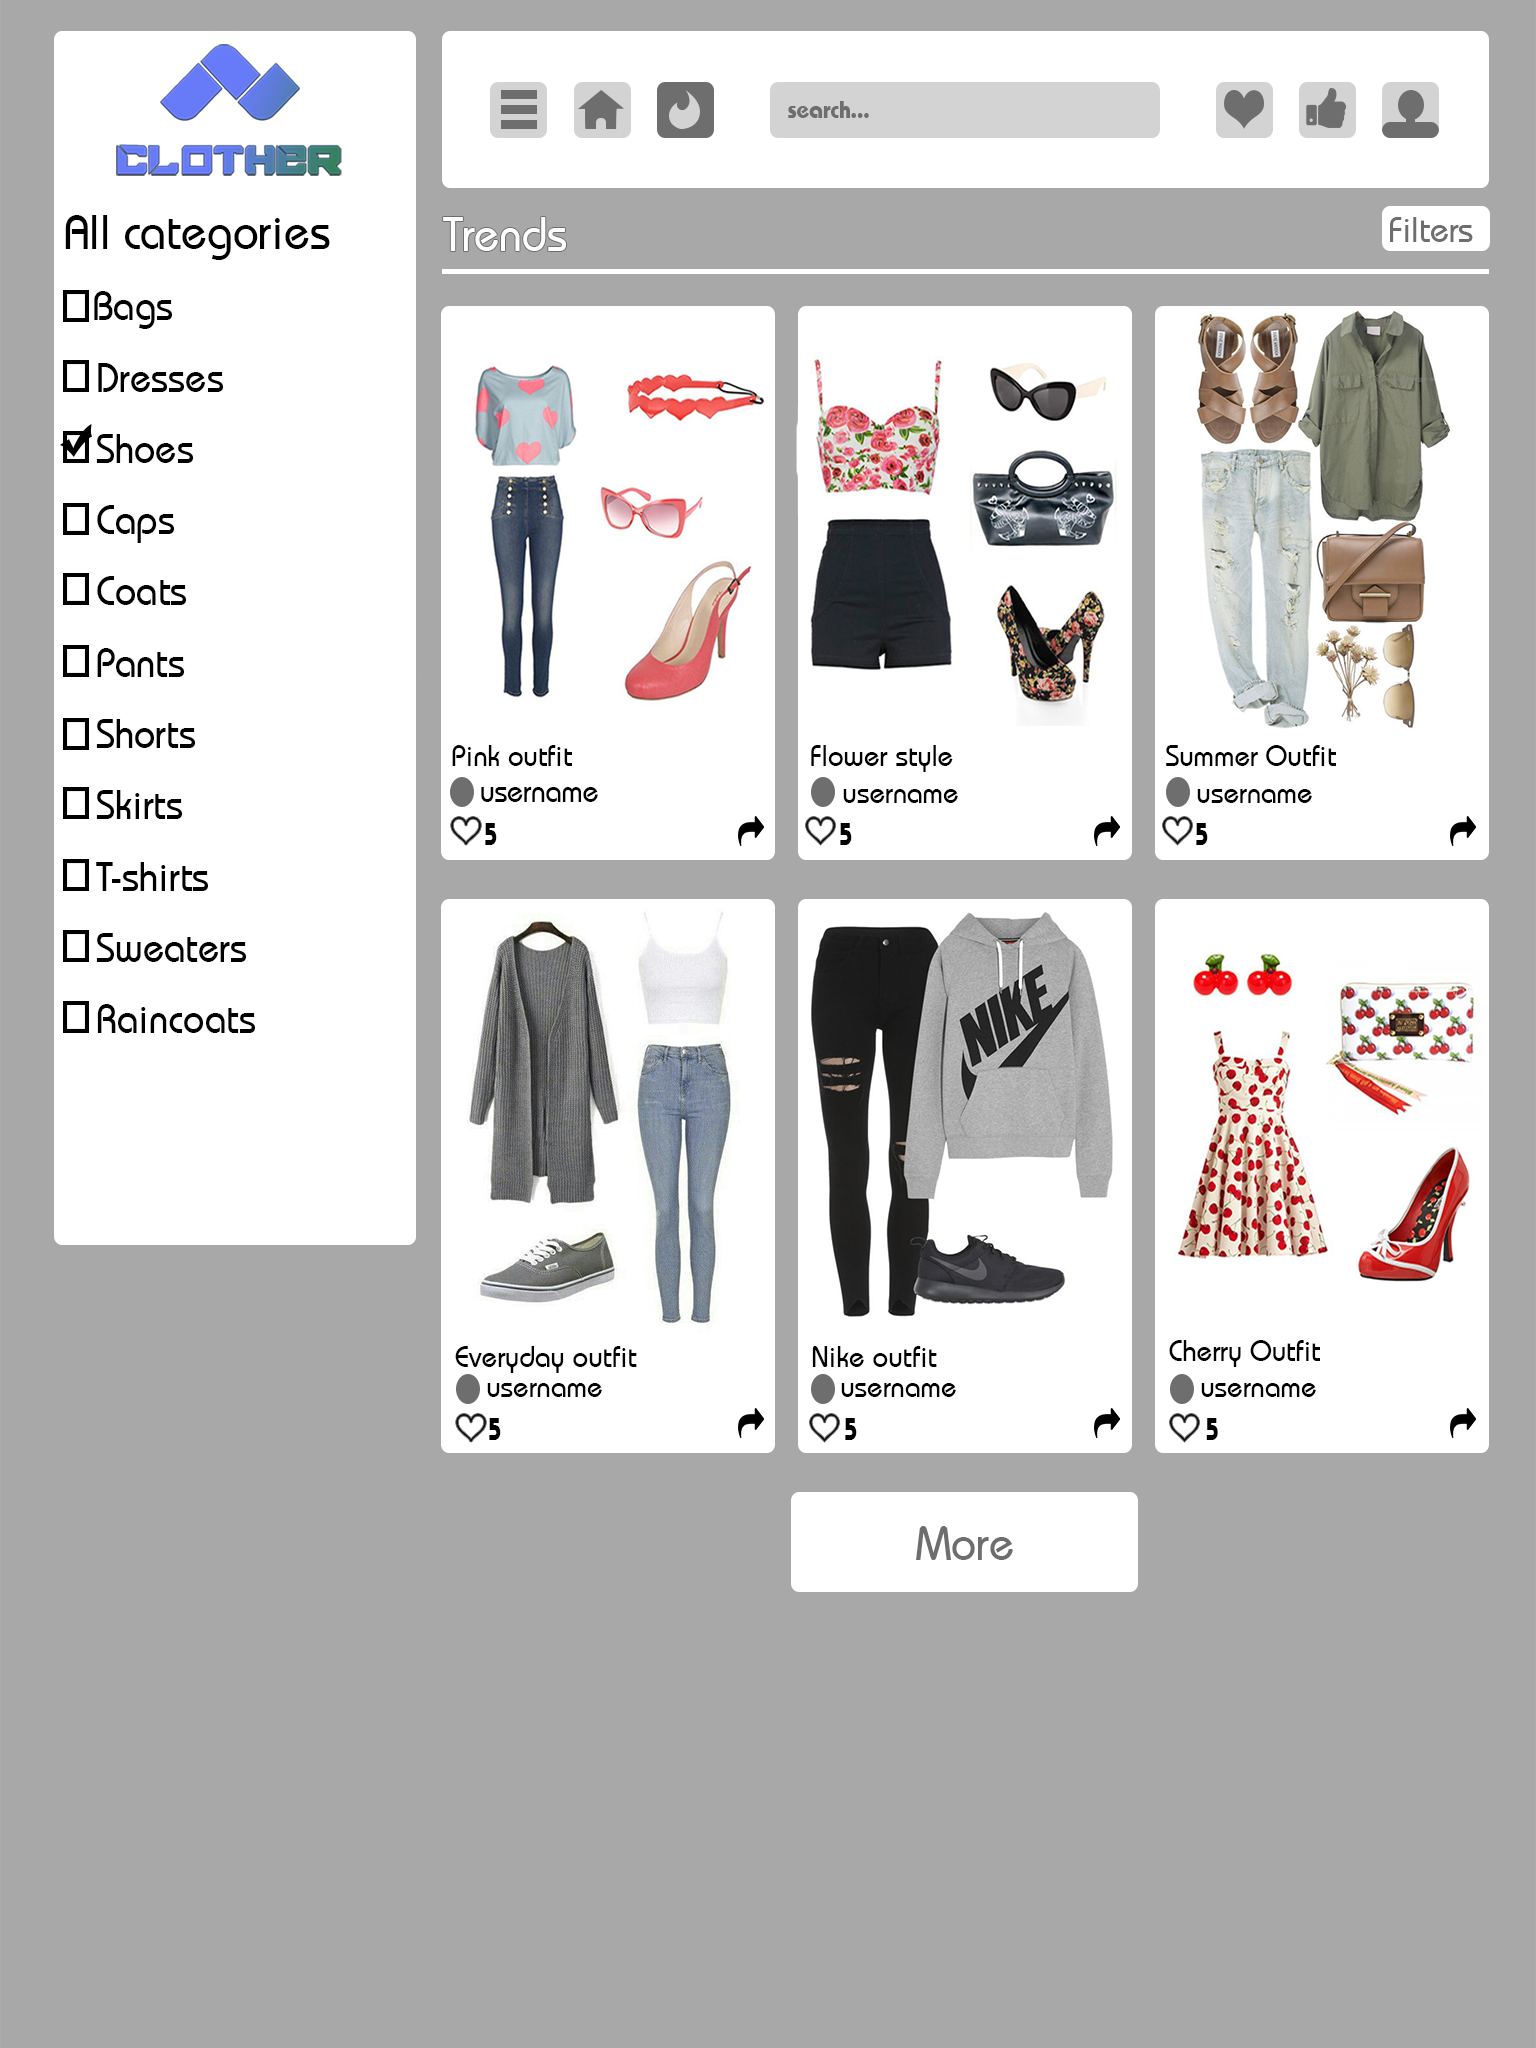 CLOTHER
All categories
Bags
Dresses
Shoes
Caps
Coats
Pants
Shorts
Skirts
T-shirts
Sweaters
Raincoats
search...
Trends
Filters
Pink outfit
username
5
Flower style
username
5
Summer Outfit
username
5
Everyday outfit
username
5
NIKE
Nike outfit
username
5
Cherry Outfit
username
5
More